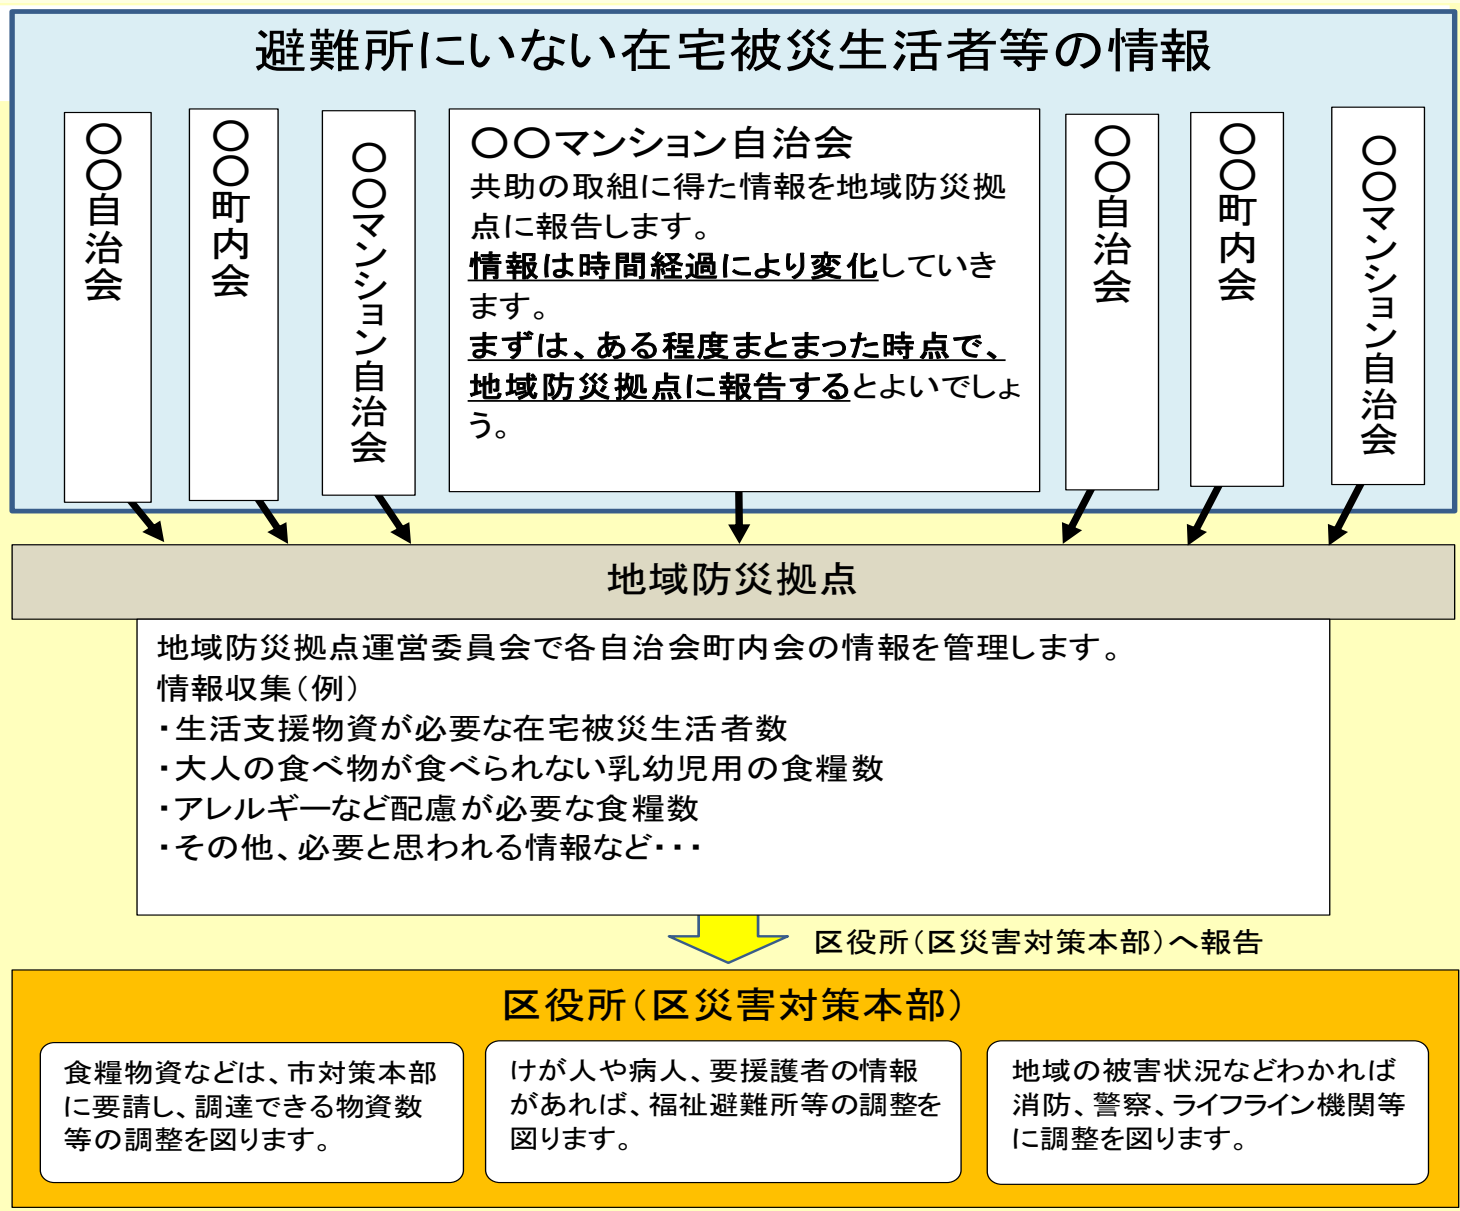 避難所にいない在宅被災生活者等の情報
〇〇自治会
〇〇町内会
〇〇マンション自治会
〇〇マンション自治会
共助の取組に得た情報を地域防災拠
点に報告します。
情報は時間経過により変化していき
ます。
まずは、ある程度まとまった時点で、
地域防災拠点に報告するとよいでしょ
う。
〇〇自治会
〇〇町内会
〇〇マンション自治会
地域防災拠点
地域防災拠点運営委員会で各自治会町内会の情報を管理します。
情報収集（例）
・生活支援物資が必要な在宅被災生活者数
・大人の食べ物が食べられない乳幼児用の食糧数
・アレルギーなど配慮が必要な食糧数
・その他、必要と思われる情報など・・・
区役所（区災害対策本部）へ報告
区役所（区災害対策本部）
食糧物資などは、市対策本部
に要請し、調達できる物資数
等の調整を図ります。
けが人や病人、要援護者の情報
があれば、福祉避難所等の調整を
図ります。
地域の被害状況などわかれば
消防、警察、ライフライン機関等
に調整を図ります。